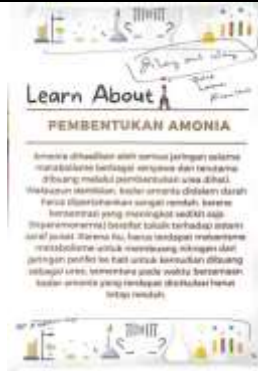 Learn About
PEMBENTUKAN AMONIA
Amonia dihasilkan oleh semua jaringan selama
metabolisme berbagai senyawa dan terutama
dibuang melalui pembentukan urea dihati.
Walaupun demikian, kadar amonia didalam darah
harus dipertahankan sangat rendah, karena
konsentrasi yang meningkat sedikit saja
(hiperamonemia) bersifat toksik terhadap sistem
saraf pusat. Karena itu, harus terdapat mekanisme
metabolisme untuk membuang nitrogen dari
jaringan perifer ke hati untuk kemudian dibuang
sebagai urea, sementara pada waktu bersamaan
kadar amonia yang terdapat disirkulasi harus
tetap rendah.